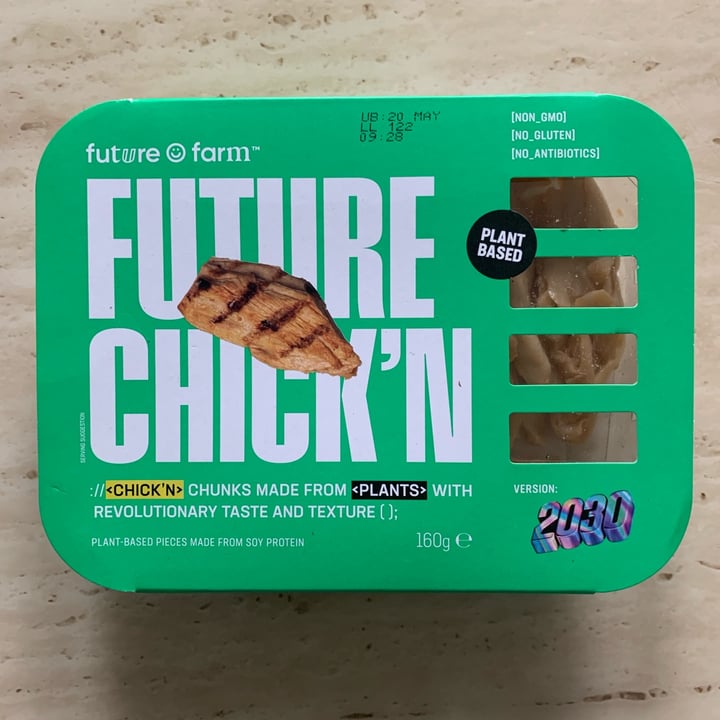 UB:20 MAY
LL 122
09:28
[NON_GMO]
[NO_GLUTEN]
[NO_ANTIBIOTICS]
future farm™
FUTURE
CHICK'N
PLANT
BASED
SERVING SUGGESTION
://<CHICK'N> CHUNKS MADE FROM <PLANTS> WITH
REVOLUTIONARY TASTE AND TEXTURE ();
PLANT-BASED PIECES MADE FROM SOY PROTEIN
160g ℮
VERSION:
2030